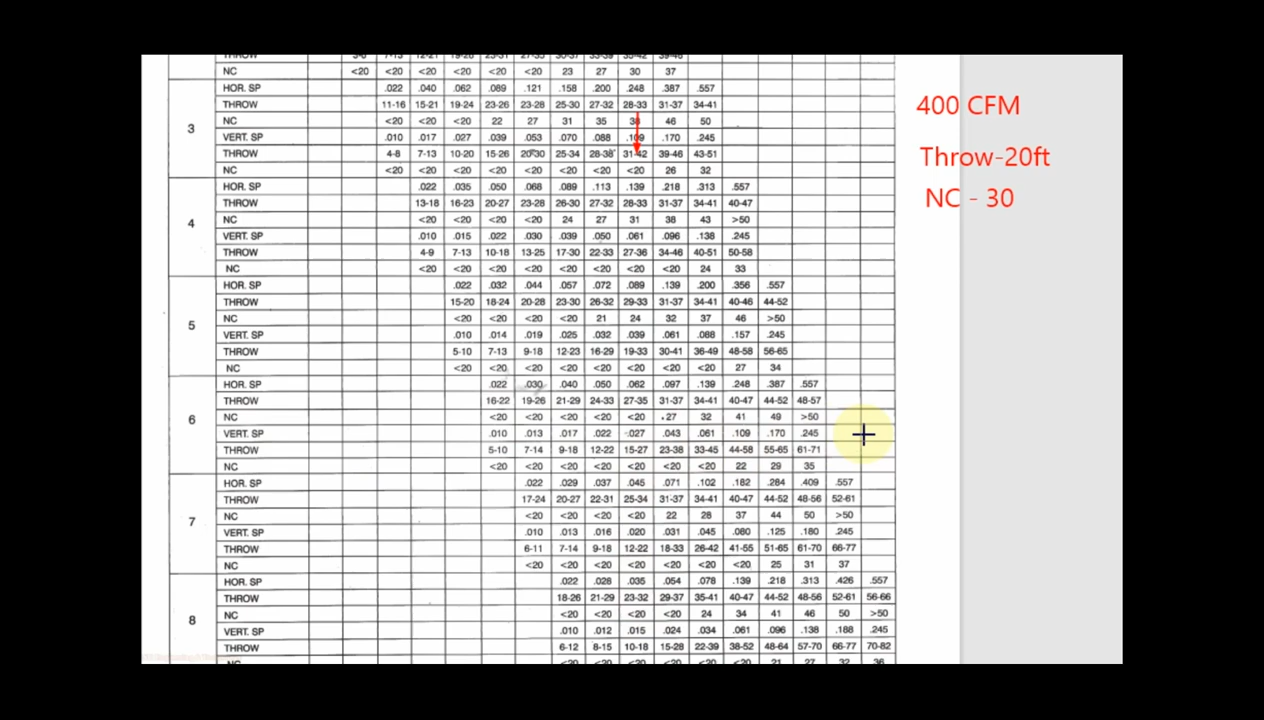 NC <20 <20 <20 <20 <20 <20 23 27 30 37
3
HOR. SP .022 .040 .062 .089 .121 .158 .200 .248 .387 .557
THROW 11-16 15-21 19-24 23-26 23-28 25-30 27-32 28-33 31-37 34-41
NC <20 <20 <20 22 27 31 35 38 46 50
VERT. SP .010 .017 .027 .039 .053 .070 .088 .109 .170 .245
THROW 4-8 7-13 10-20 15-26 20-30 25-34 28-38 31-42 39-46 43-51
NC <20 <20 <20 <20 <20 <20 <20 <20 26 32
4
HOR. SP .022 .035 .050 .068 .089 .113 .139 .218 .313 .557
THROW 13-18 16-23 20-27 23-28 26-30 27-32 28-33 31-37 34-41 40-47
NC <20 <20 <20 <20 24 27 31 38 43 >50
VERT. SP .010 .015 .022 .030 .039 .050 .061 .096 .138 .245
THROW 4-9 7-13 10-18 13-25 17-30 22-33 27-36 34-46 40-51 50-58
NC <20 <20 <20 <20 <20 <20 <20 <20 24 33
5
HOR. SP .022 .032 .044 .057 .072 .089 .139 .200 .356 .557
THROW 15-20 18-24 20-28 23-30 26-32 29-33 31-37 34-41 40-46 44-52
NC <20 <20 <20 21 24 32 37 46 >50
VERT. SP .010 .014 .019 .025 .032 .039 .061 .088 .157 .245
THROW 5-10 7-13 9-18 12-23 16-29 19-33 30-41 36-49 48-58 56-65
NC <20 <20 <20 <20 <20 <20 <20 <20 27 34
6
HOR. SP .022 .030 .040 .050 .062 .097 .139 .248 .387 .557
THROW 16-22 19-26 21-29 24-33 27-35 31-37 34-41 40-47 44-52 48-57
NC <20 <20 <20 <20 <20 27 32 41 49 >50
VERT. SP .010 .013 .017 .022 .027 .043 .061 .109 .170 .245
THROW 5-10 7-14 9-18 12-22 15-27 23-38 33-45 44-58 55-65 61-71
NC <20 <20 <20 <20 <20 <20 <20 22 29 35
7
HOR. SP .022 .029 .037 .045 .071 .102 .182 .284 .409 .557
THROW 17-24 20-27 22-31 25-34 31-37 34-41 40-47 44-52 48-56 52-61
NC <20 <20 <20 <20 22 28 37 44 50 >50
VERT. SP .010 .013 .016 .020 .031 .045 .080 .125 .180 .245
THROW 6-11 7-14 9-18 12-22 18-33 26-42 41-55 51-65 61-70 66-77
NC <20 <20 <20 <20 <20 <20 <20 25 31 37
8
HOR. SP .022 .028 .035 .054 .078 .139 .218 .313 .426 .557
THROW 18-26 21-29 23-32 29-37 35-41 40-47 44-52 48-56 52-61 56-66
NC <20 <20 <20 <20 24 34 41 46 50 >50
VERT. SP .010 .012 .015 .024 .034 .061 .096 .138 .188 .245
THROW 6-12 8-15 10-18 15-28 22-39 38-52 48-64 57-70 66-77 70-82
400 CFM
Throw-20ft
NC - 30